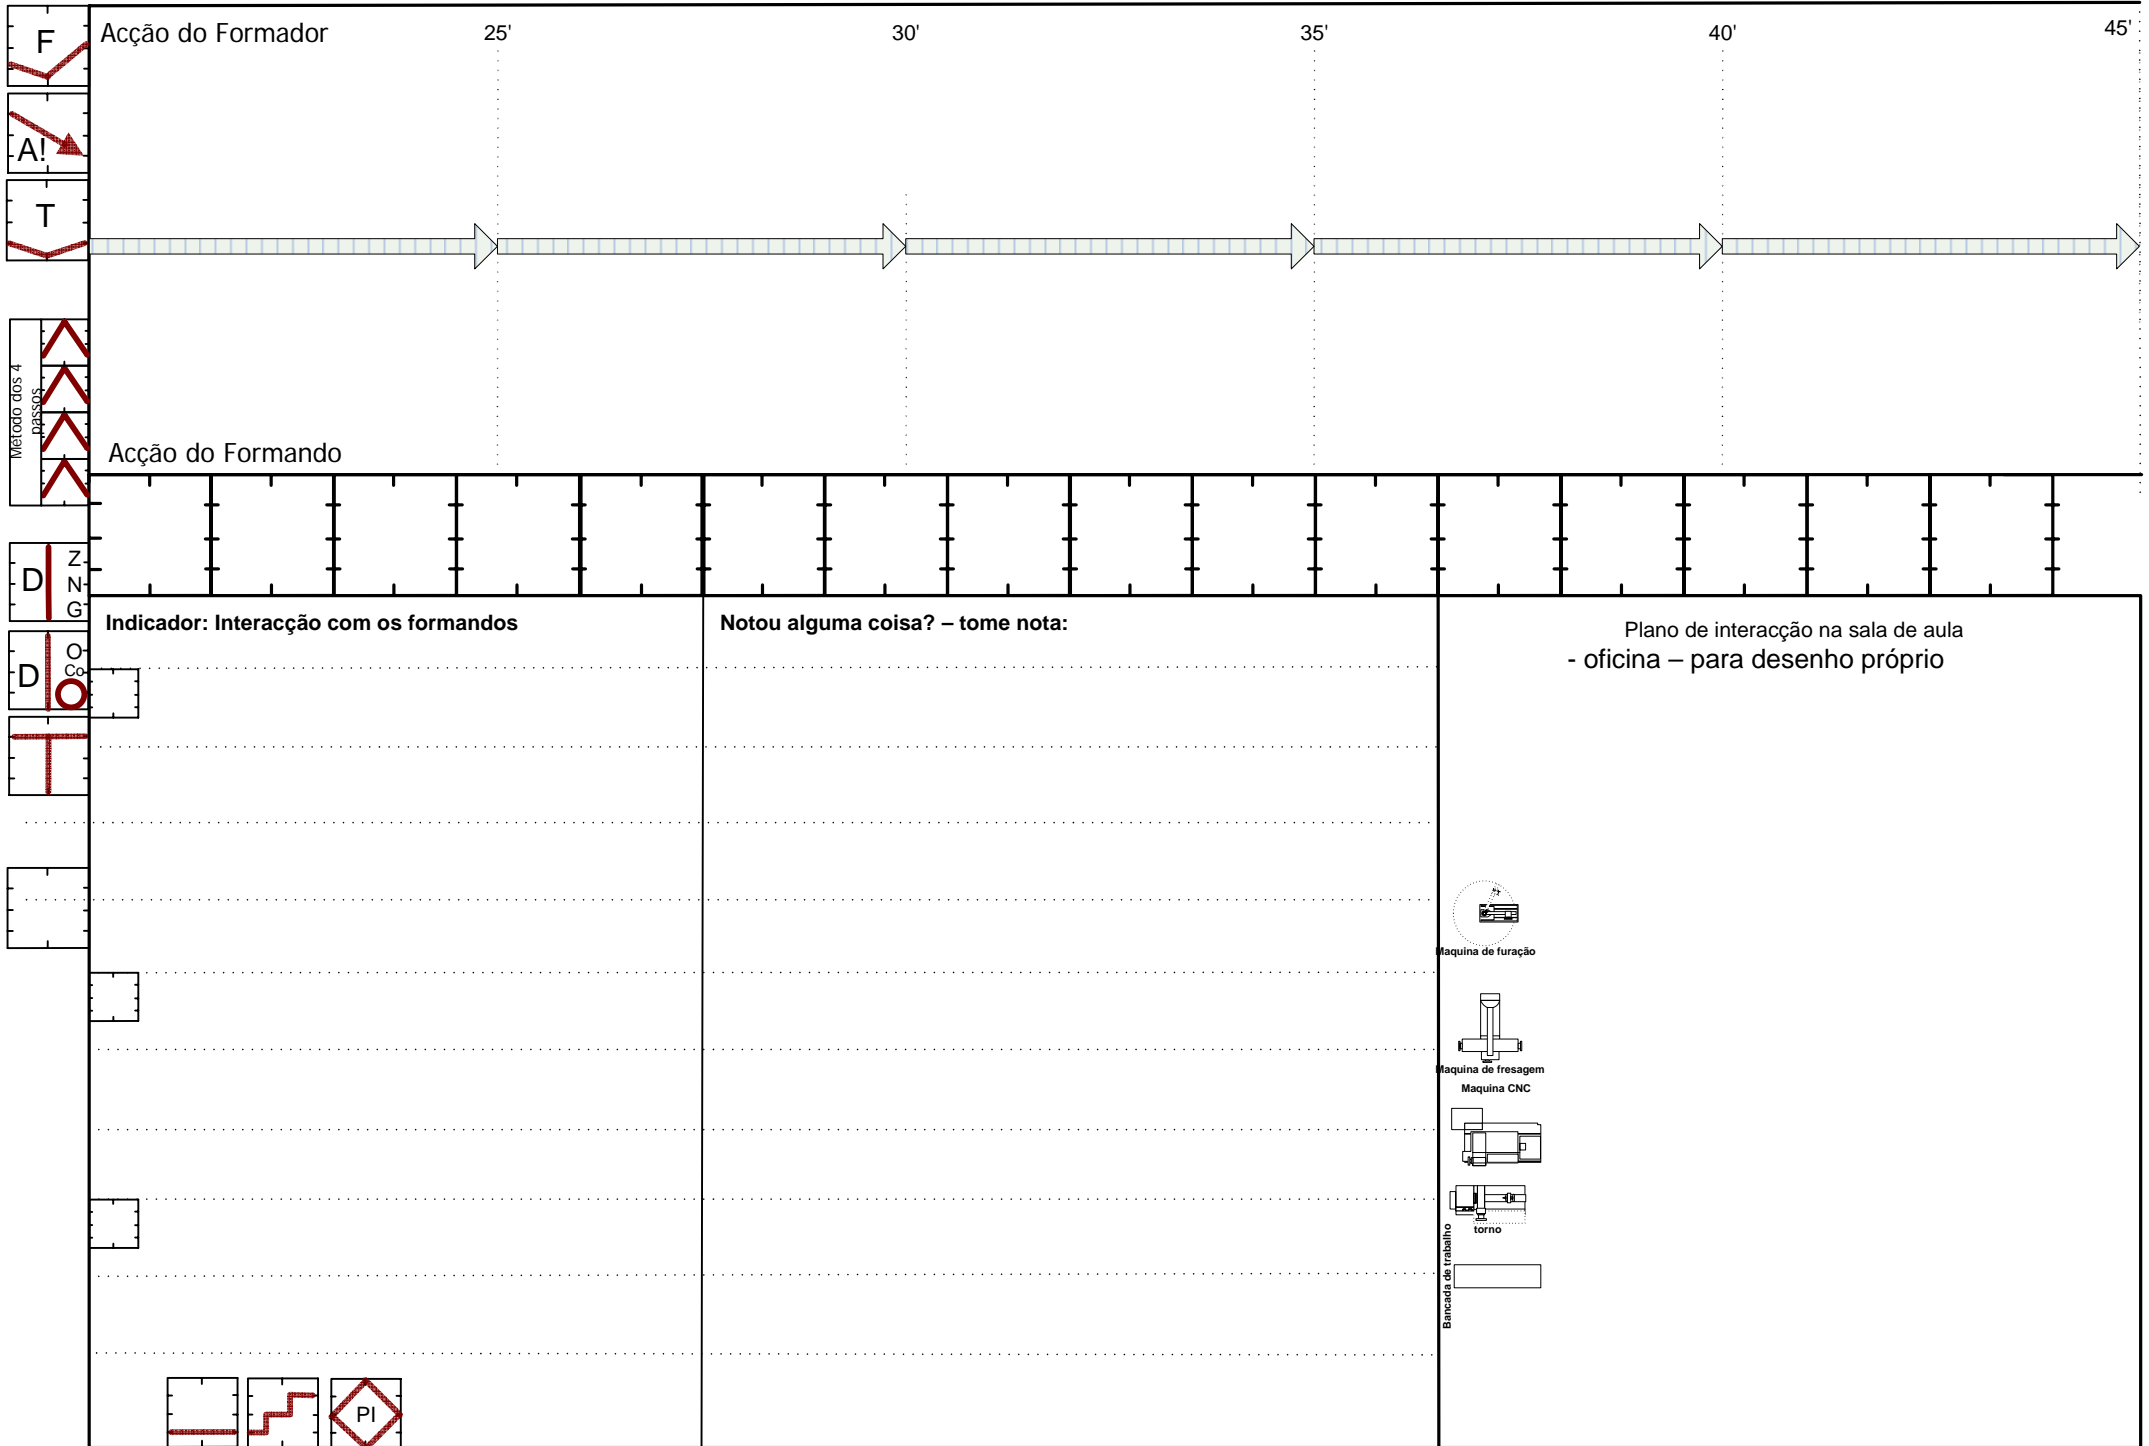 F
Acção do Formador
25'
30'
35'
40'
45'
A!
T
Método dos 4
passos
Acção do Formando
D
Z
N
G
Indicador: Interacção com os formandos
Notou alguma coisa? – tome nota:
Plano de interacção na sala de aula
- oficina – para desenho próprio
D
O
Co
Maquina de furação
Maquina de fresagem
Maquina CNC
torno
Bancada de trabalho
PI